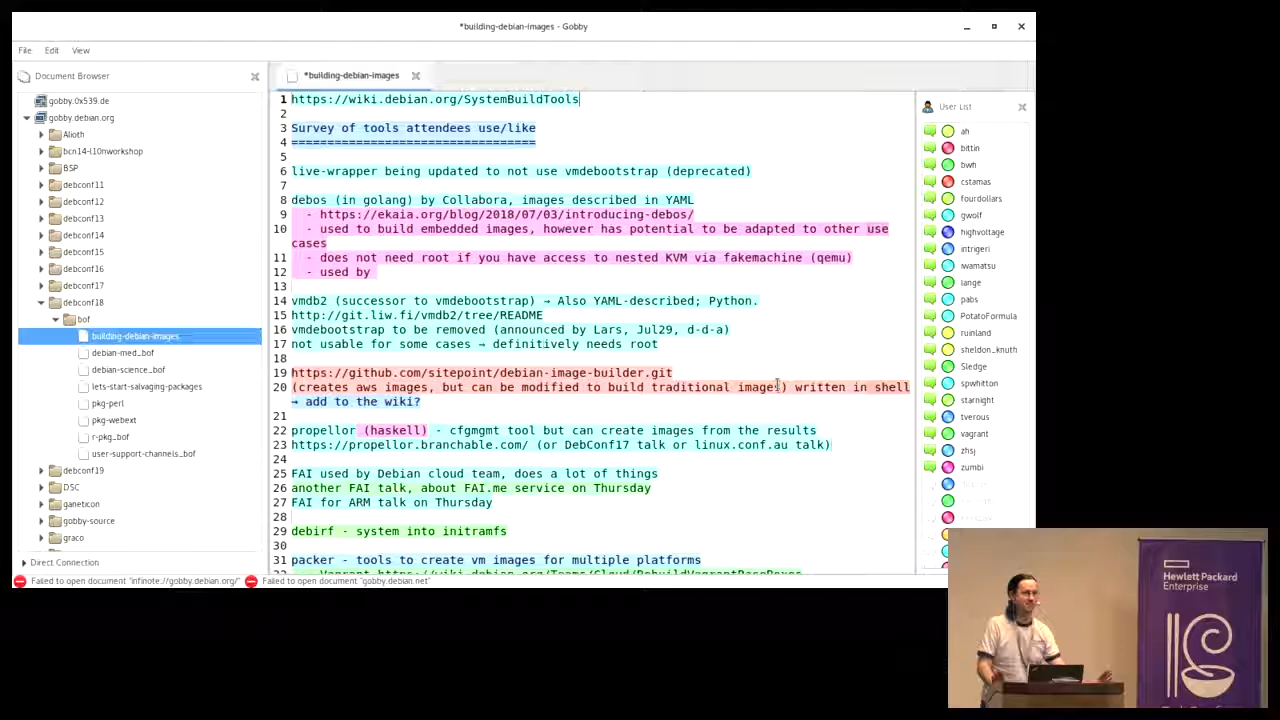 *building-debian-images - Gobby
File Edit View
Document Browser
*building-debian-images
User List
gobby.0x539.de
gobby.debian.org
Alioth
bcn14-l10nworkshop
BSP
debconf11
debconf12
debconf13
debconf14
debconf15
debconf16
debconf17
debconf18
bof
building-debian-images
debian-med_bof
debian-science_bof
lets-start-salvaging-packages
pkg-perl
pkg-webext
r-pkg_bof
user-support-channels_bof
debconf19
DSC
ganeticon
gobby-source
graco
Direct Connection
1 https://wiki.debian.org/SystemBuildTools
2
3 Survey of tools attendees use/like
4 ==================================
5
6 live-wrapper being updated to not use vmdebootstrap (deprecated)
7
8 debos (in golang) by Collabora, images described in YAML
9 - https://ekaia.org/blog/2018/07/03/introducing-debos/
10 - used to build embedded images, however has potential to be adapted to other use
cases
11 - does not need root if you have access to nested KVM via fakemachine (qemu)
12 - used by
13
14 vmdb2 (successor to vmdebootstrap) → Also YAML-described; Python.
15 http://git.liw.fi/vmdb2/tree/README
16 vmdebootstrap to be removed (announced by Lars, Jul29, d-d-a)
17 not usable for some cases → definitively needs root
18
19 https://github.com/sitepoint/debian-image-builder.git
20 (creates aws images, but can be modified to build traditional images) written in shell
→ add to the wiki?
21
22 propellor (haskell) - cfgmgmt tool but can create images from the results
23 https://propellor.branchable.com/ (or DebConf17 talk or linux.conf.au talk)
24
25 FAI used by Debian cloud team, does a lot of things
26 another FAI talk, about FAI.me service on Thursday
27 FAI for ARM talk on Thursday
28
29 debirf - system into initramfs
30
31 packer - tools to create vm images for multiple platforms
ah
bittin
bwh
cstamas
fourdollars
gwolf
highvoltage
intrigeri
iwamatsu
lange
pabs
PotatoFormula
ruinland
sheldon_knuth
Sledge
spwhitton
starnight
tverous
vagrant
zhsj
zumbi
Failed to open document "infinote://gobby.debian.org/" Failed to open document "gobby.debian.net"
Hewlett Packard
Enterprise